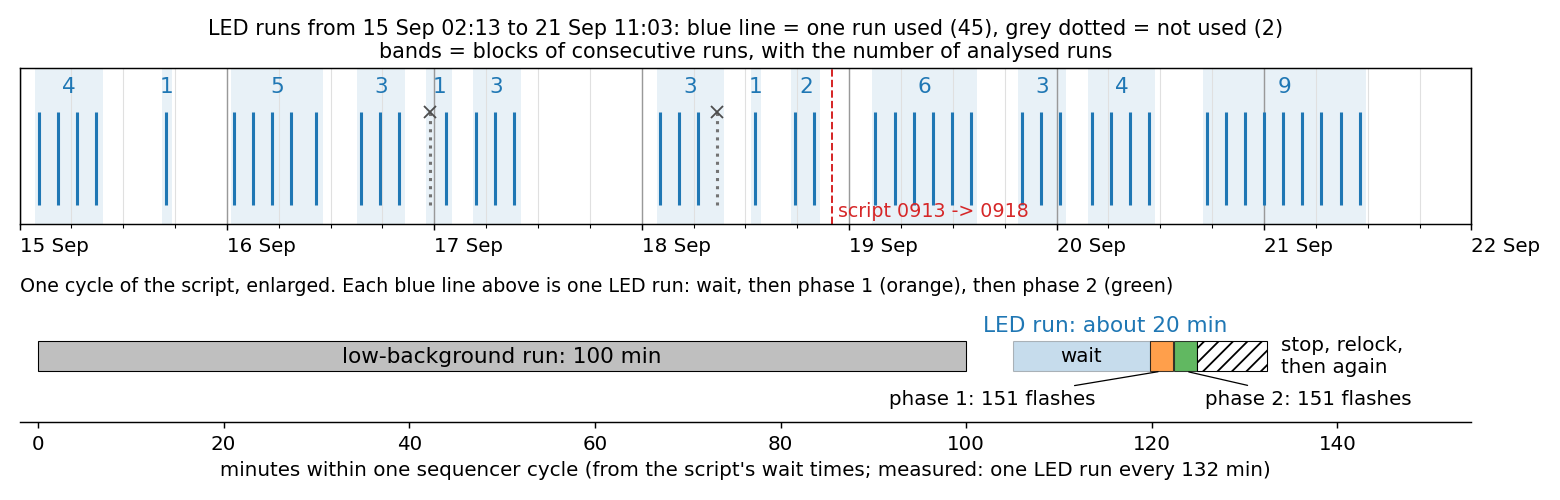 LED runs from 15 Sep 02:13 to 21 Sep 11:03: blue line = one run used (45), grey dotted = not used (2)
bands = blocks of consecutive runs, with the number of analysed runs
4 1 5 3 1 3 3 1 2 6 3 4 9
script 0913 -> 0918
15 Sep 16 Sep 17 Sep 18 Sep 19 Sep 20 Sep 21 Sep 22 Sep
One cycle of the script, enlarged. Each blue line above is one LED run: wait, then phase 1 (orange), then phase 2 (green)
LED run: about 20 min
low-background run: 100 min wait stop, relock,
then again
phase 1: 151 flashes phase 2: 151 flashes
0 20 40 60 80 100 120 140
minutes within one sequencer cycle (from the script's wait times; measured: one LED run every 132 min)